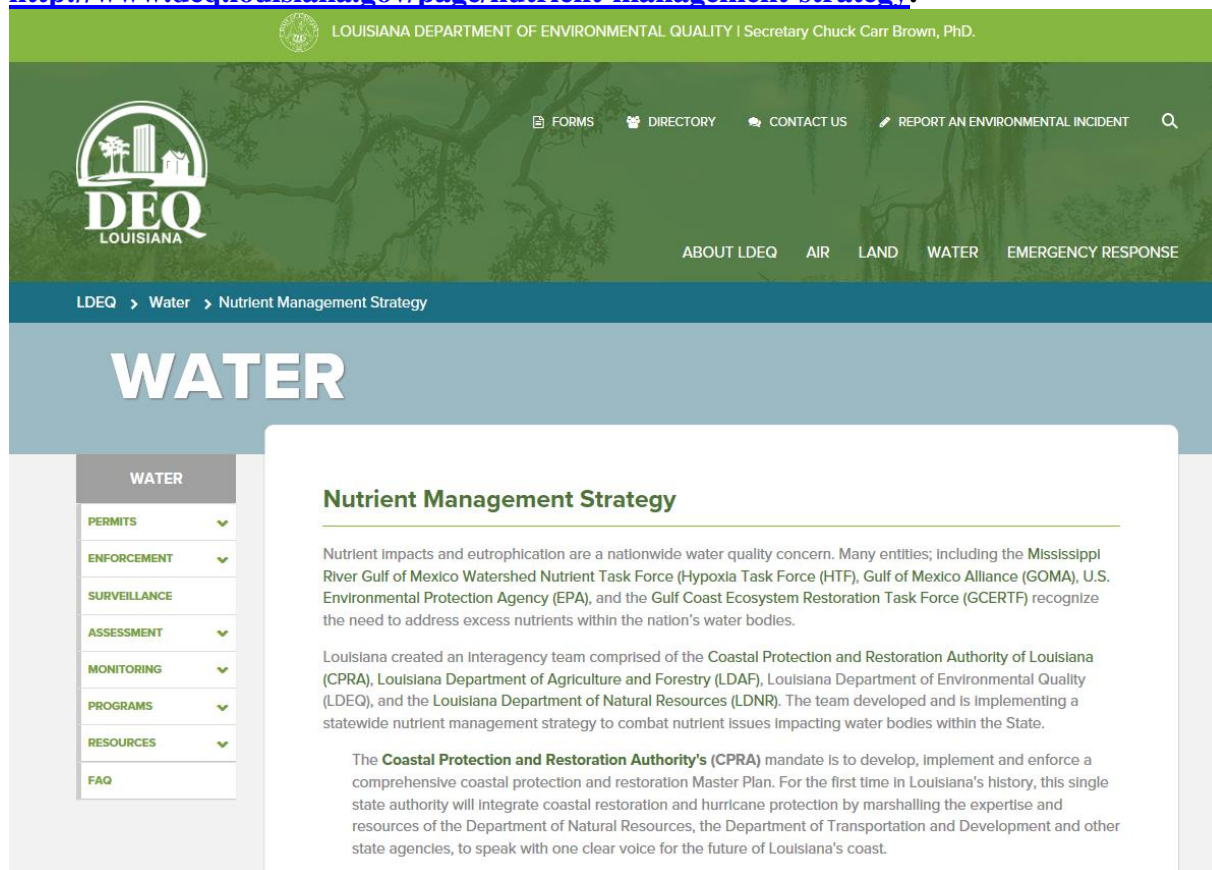 http://www.deq.louisiana.gov/page/nutrient-management-strategy.
LOUISIANA DEPARTMENT OF ENVIRONMENTAL QUALITY I Secretary Chuck Carr Brown, PhD.
FORMS DIRECTORY CONTACT US REPORT AN ENVIRONMENTAL INCIDENT
DEQ
LOUISIANA
ABOUT LDEQ AIR LAND WATER EMERGENCY RESPONSE
LDEQ > Water > Nutrient Management Strategy
WATER
WATER
PERMITS
ENFORCEMENT
SURVEILLANCE
ASSESSMENT
MONITORING
PROGRAMS
RESOURCES
FAQ
Nutrient Management Strategy
Nutrient impacts and eutrophication are a nationwide water quality concern. Many entities; including the Mississippi
River Gulf of Mexico Watershed Nutrient Task Force (Hypoxia Task Force (HTF), Gulf of Mexico Alliance (GOMA), U.S.
Environmental Protection Agency (EPA), and the Gulf Coast Ecosystem Restoration Task Force (GCERTF) recognize
the need to address excess nutrients within the nation's water bodies.
Louisiana created an interagency team comprised of the Coastal Protection and Restoration Authority of Louisiana
(CPRA), Louisiana Department of Agriculture and Forestry (LDAF), Louisiana Department of Environmental Quality
(LDEQ), and the Louisiana Department of Natural Resources (LDNR). The team developed and is implementing a
statewide nutrient management strategy to combat nutrient issues impacting water bodies within the State.
The Coastal Protection and Restoration Authority's (CPRA) mandate is to develop, implement and enforce a
comprehensive coastal protection and restoration Master Plan. For the first time in Louisiana's history, this single
state authority will integrate coastal restoration and hurricane protection by marshalling the expertise and
resources of the Department of Natural Resources, the Department of Transportation and Development and other
state agencies, to speak with one clear voice for the future of Louisiana's coast.